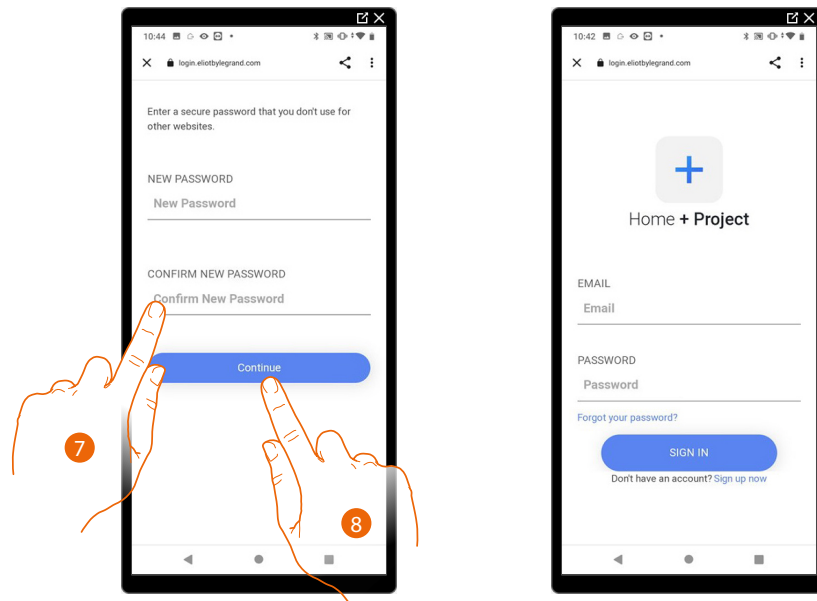 10:44
login.eliotbylegrand.com
Enter a secure password that you don't use for
other websites.
NEW PASSWORD
New Password
CONFIRM NEW PASSWORD
Confirm New Password
Continue
7
8
10:42
login.eliotbylegrand.com
Home + Project
EMAIL
Email
PASSWORD
Password
Forgot your password?
SIGN IN
Don't have an account? Sign up now